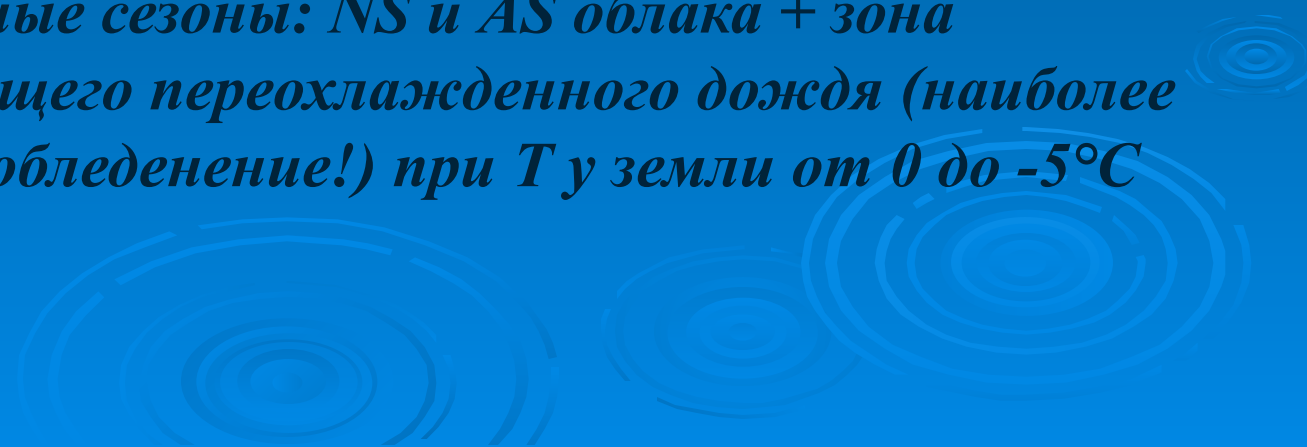 ые сезоны: NS и AS облака + зона
щего переохлажденного дождя (наиболее
обледенение!) при Т у земли от 0 до -5°С